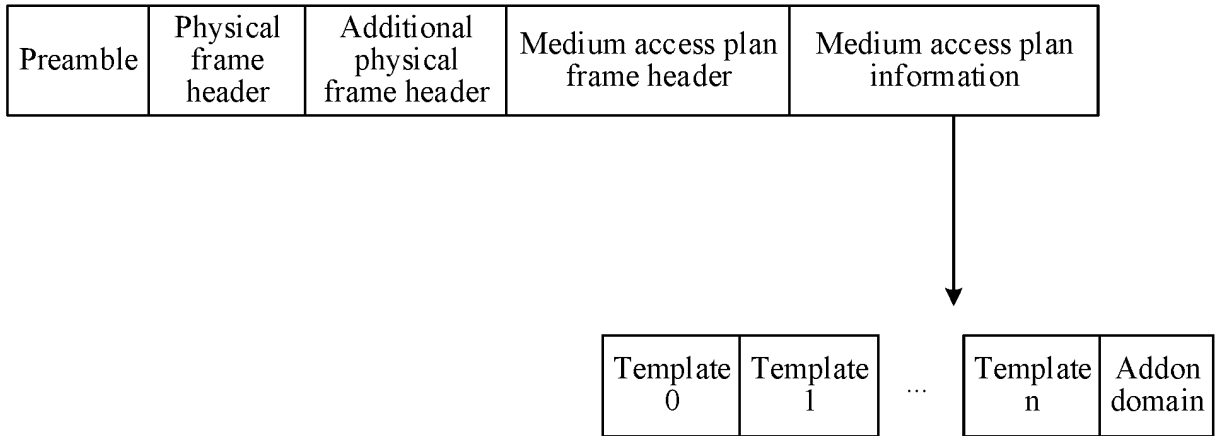 Preamble
Physical
frame
header
Additional
physical
frame header
Medium access plan
frame header
Medium access plan
information
Template
0
Template
1
...
Template
n
Addon
domain